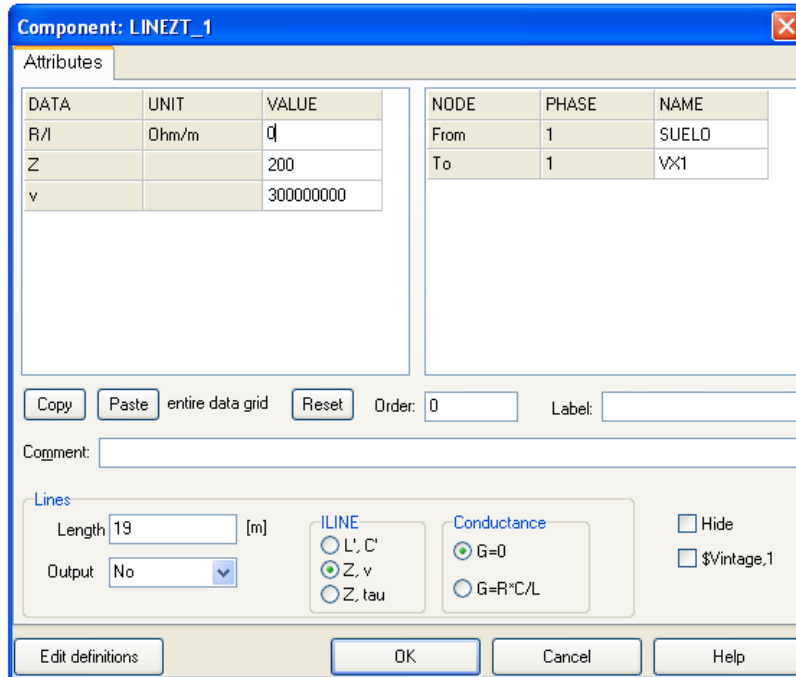 Component: LINEZT_1
Attributes
DATA UNIT VALUE
R/l Ohm/m 0
Z 200
v 300000000
NODE PHASE NAME
From 1 SUELO
To 1 VX1
Copy Paste entire data grid Reset Order: 0 Label:
Comment:
Lines
Length 19 [m]
Output No
ILINE
L', C'
Z, v
Z, tau
Conductance
G=0
G=R*C/L
Hide
$Vintage,1
Edit definitions OK Cancel Help